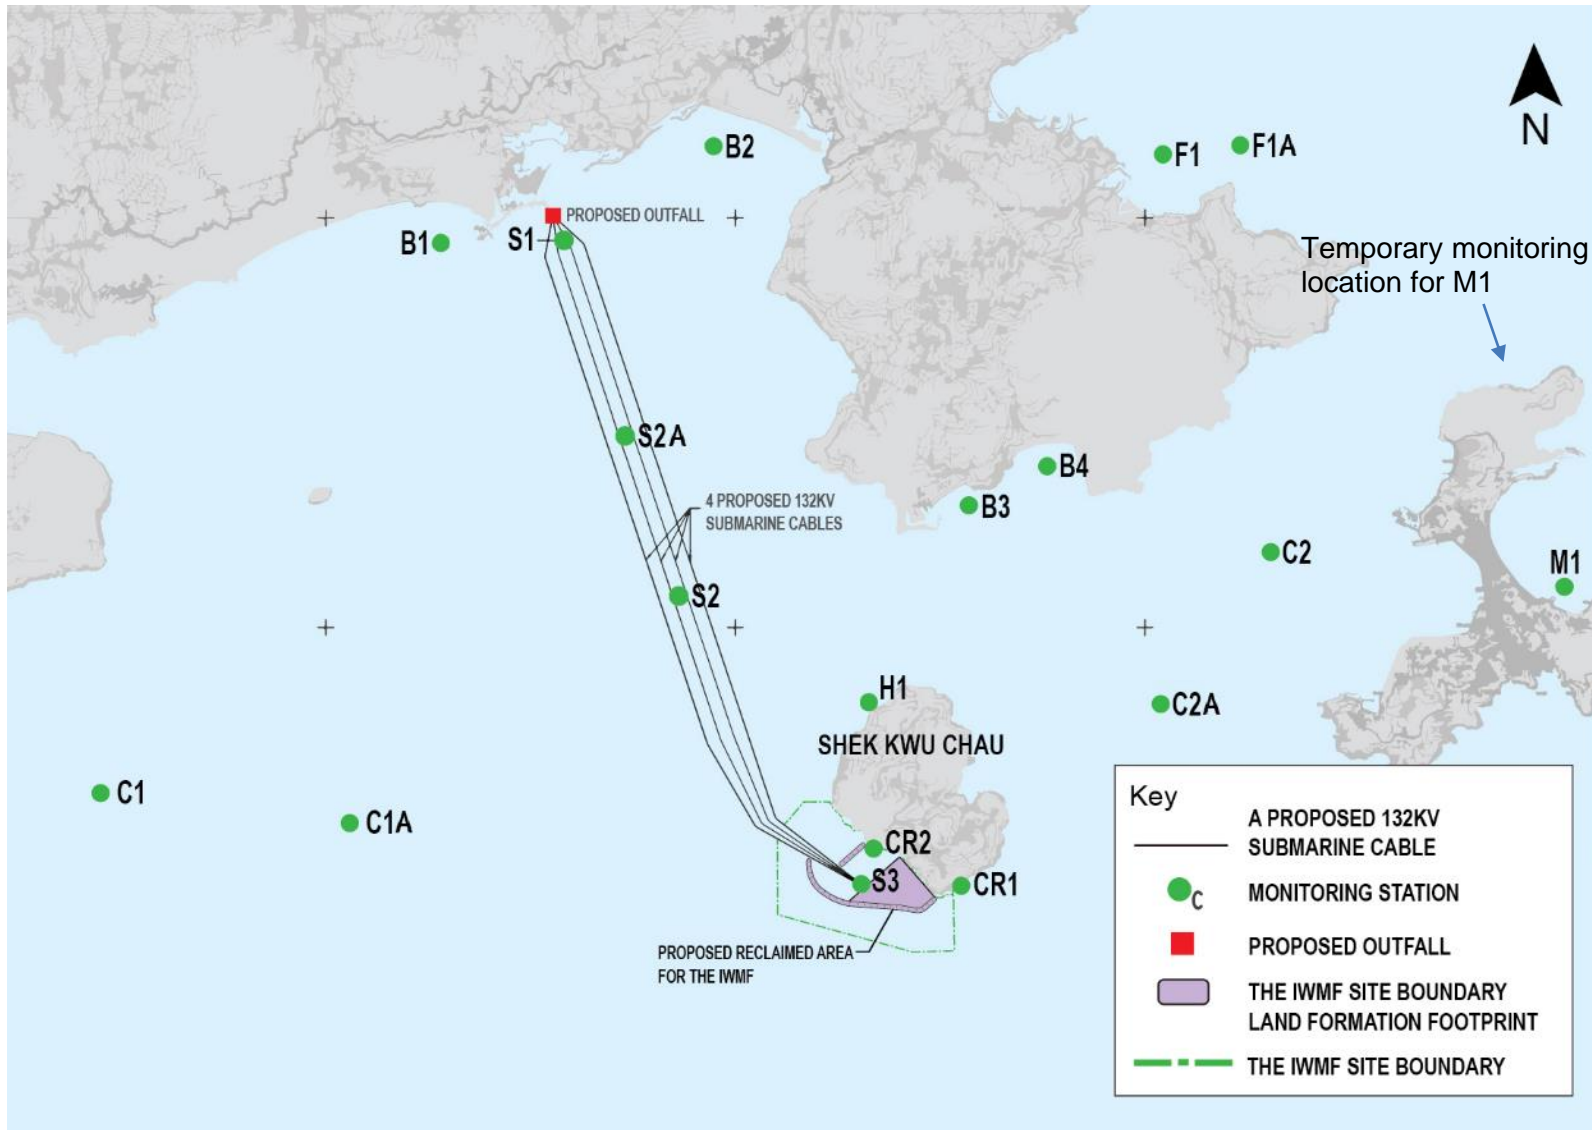 N
B2
F1
F1A
PROPOSED OUTFALL
B1
S1
Temporary monitoring
location for M1
S2A
B4
4 PROPOSED 132KV
SUBMARINE CABLES
B3
C2
M1
S2
H1
C2A
SHEK KWU CHAU
C1
C1A
CR2
S3
CR1
PROPOSED RECLAIMED AREA
FOR THE IWMF
Key
A PROPOSED 132KV
SUBMARINE CABLE
C
MONITORING STATION
PROPOSED OUTFALL
THE IWMF SITE BOUNDARY
LAND FORMATION FOOTPRINT
THE IWMF SITE BOUNDARY